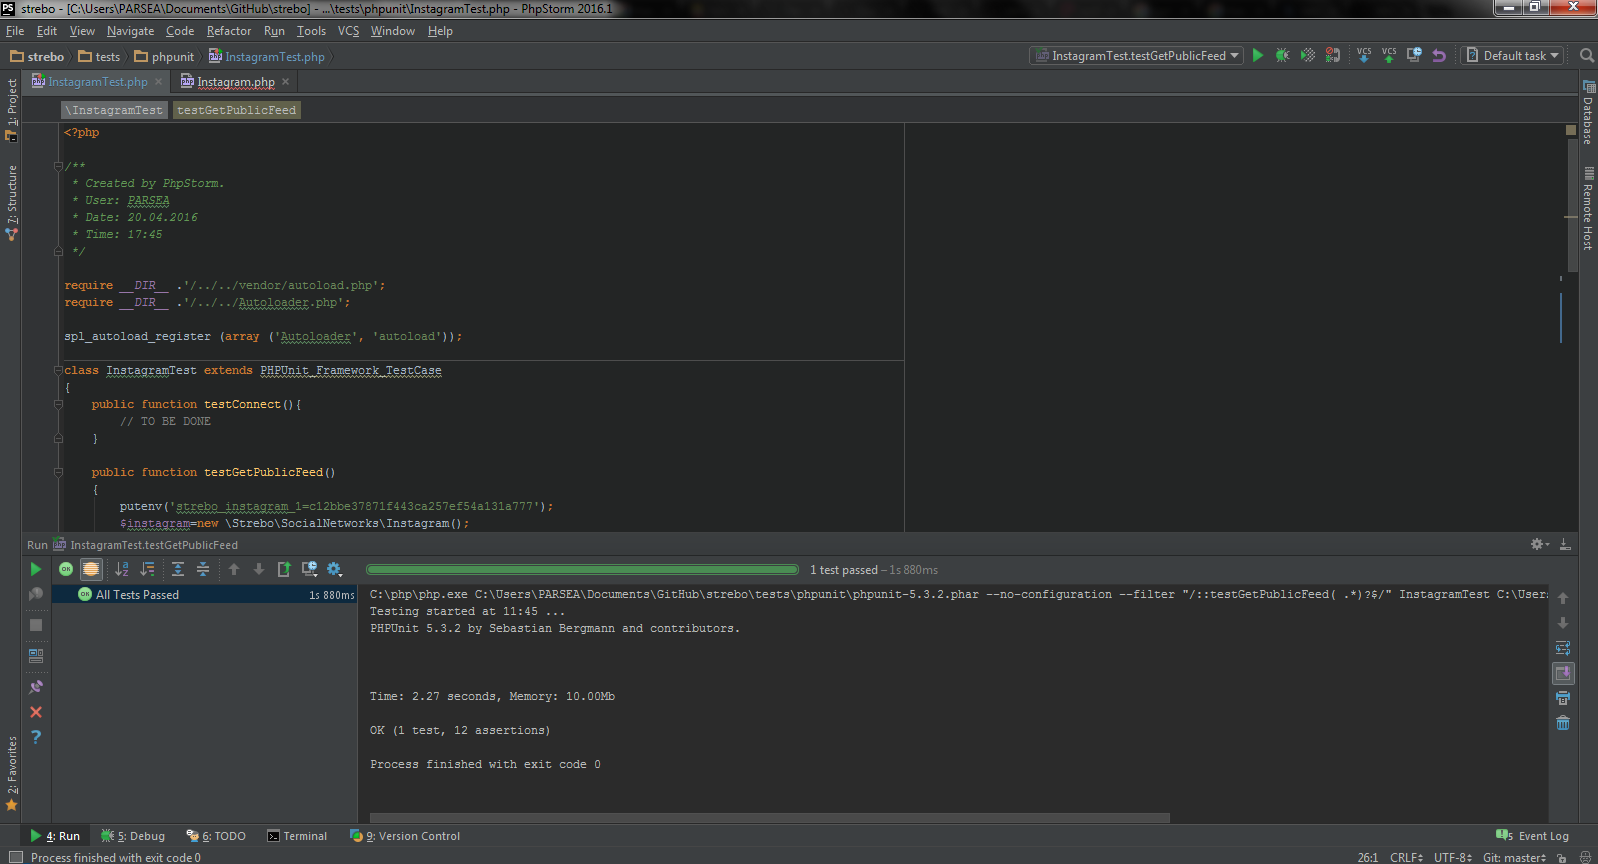 PS strebo - [C:\Users\PARSEA\Documents\GitHub\strebo] - ...\tests\phpunit\InstagramTest.php - PhpStorm 2016.1
File Edit View Navigate Code Refactor Run Tools VCS Window Help
strebo tests phpunit InstagramTest.php InstagramTest.testGetPublicFeed VCS VCS Default task
InstagramTest.php Instagram.php
1: Project
7: Structure
2: Favorites
Database
Remote Host
\InstagramTest testGetPublicFeed
<?php
/**
* Created by PhpStorm.
* User: PARSEA
* Date: 20.04.2016
* Time: 17:45
*/
require __DIR__ .'/../../vendor/autoload.php';
require __DIR__ .'/../../Autoloader.php';
spl_autoload_register (array ('Autoloader', 'autoload'));
class InstagramTest extends PHPUnit_Framework_TestCase
{
public function testConnect(){
// TO BE DONE
}
public function testGetPublicFeed()
{
putenv('strebo_instagram_1=c12bbe37871f443ca257ef54a131a777');
$instagram=new \Strebo\SocialNetworks\Instagram();
Run InstagramTest.testGetPublicFeed
1 test passed – 1s 880ms
All Tests Passed 1s 880ms
C:\php\php.exe C:\Users\PARSEA\Documents\GitHub\strebo\tests\phpunit\phpunit-5.3.2.phar --no-configuration --filter "/::testGetPublicFeed( .*)?$/" InstagramTest C:\Users
Testing started at 11:45 ...
PHPUnit 5.3.2 by Sebastian Bergmann and contributors.
Time: 2.27 seconds, Memory: 10.00Mb
OK (1 test, 12 assertions)
Process finished with exit code 0
4: Run 5: Debug 6: TODO Terminal 9: Version Control 5 Event Log
Process finished with exit code 0 26:1 CRLF UTF-8 Git: master